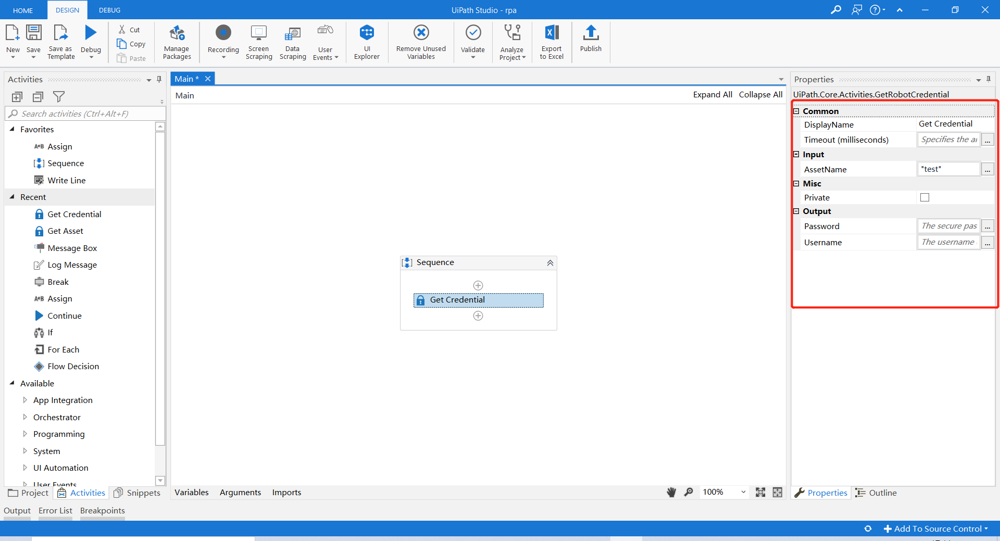 HOME
DESIGN
DEBUG
UiPath Studio - rpa
New
Save
Save as
Template
Debug
Cut
Copy
Paste
Manage
Packages
Recording
Screen
Scraping
Data
Scraping
User
Events
UI
Explorer
Remove Unused
Variables
Validate
Analyze
Project
Export
to Excel
Publish
Activities
Search activities (Ctrl+Alt+F)
Favorites
Assign
Sequence
Write Line
Recent
Get Credential
Get Asset
Message Box
Log Message
Break
Assign
Continue
If
For Each
Flow Decision
Available
App Integration
Orchestrator
Programming
System
UI Automation
User Events
Project
Activities
Snippets
Main *
Main
Expand All
Collapse All
Sequence
Get Credential
Variables
Arguments
Imports
100%
Properties
UiPath.Core.Activities.GetRobotCredential
Common
DisplayName
Get Credential
Timeout (milliseconds)
Specifies the
...
Input
AssetName
"test"
...
Misc
Private
Output
Password
The secure pas
...
Username
The username
...
Properties
Outline
Output
Error List
Breakpoints
Add To Source Control